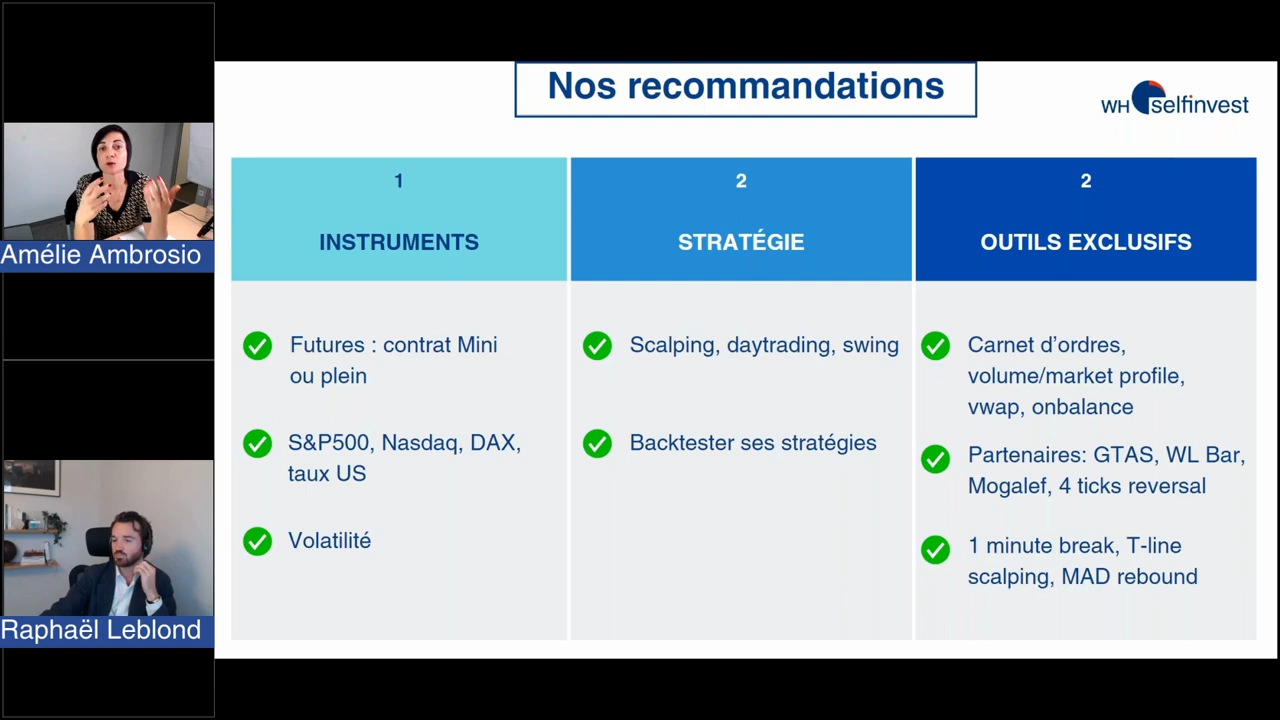 Nos recommandations
WH selfinvest
1
INSTRUMENTS
Futures : contrat Mini
ou plein
S&P500, Nasdaq, DAX,
taux US
Volatilité
2
STRATÉGIE
Scalping, daytrading, swing
Backtester ses stratégies
2
OUTILS EXCLUSIFS
Carnet d’ordres,
volume/market profile,
vwap, onbalance
Partenaires: GTAS, WL Bar,
Mogalef, 4 ticks reversal
1 minute break, T-line
scalping, MAD rebound
Amélie Ambrosio
Raphaël Leblond